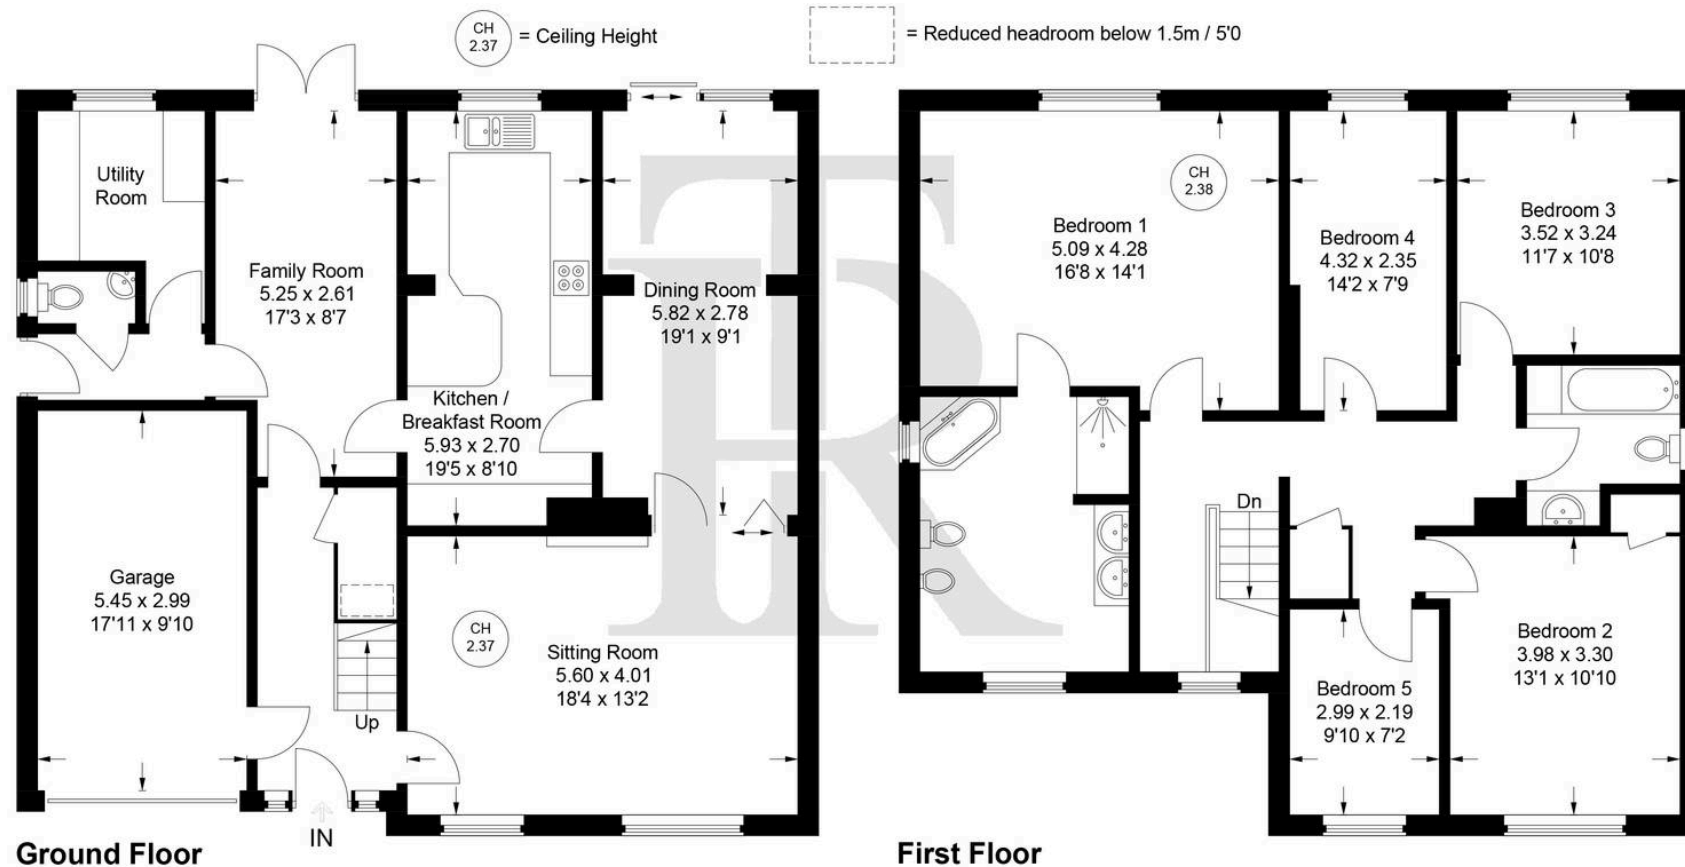 CH
2.37
= Ceiling Height
= Reduced headroom below 1.5m / 5'0
Utility
Room
Family Room
5.25 x 2.61
17'3 x 8'7
Kitchen /
Breakfast Room
5.93 x 2.70
19'5 x 8'10
Dining Room
5.82 x 2.78
19'1 x 9'1
Garage
5.45 x 2.99
17'11 x 9'10
CH
2.37
Sitting Room
5.60 x 4.01
18'4 x 13'2
Up
IN
Ground Floor
Bedroom 1
5.09 x 4.28
16'8 x 14'1
CH
2.38
Bedroom 4
4.32 x 2.35
14'2 x 7'9
Bedroom 3
3.52 x 3.24
11'7 x 10'8
Dn
Bedroom 5
2.99 x 2.19
9'10 x 7'2
Bedroom 2
3.98 x 3.30
13'1 x 10'10
First Floor